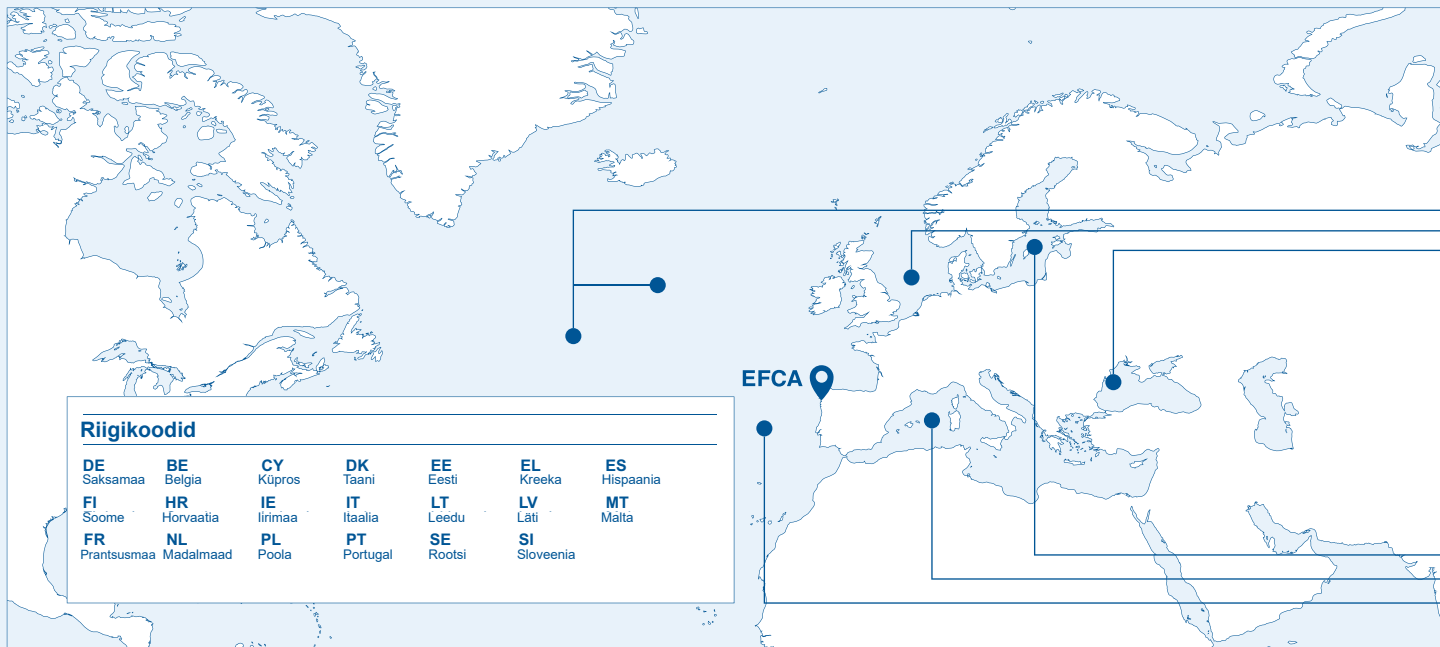 EFCA
Riigikoodid
DE BE CY DK EE EL ES
Saksamaa Belgia Küpros Taani Eesti Kreeka Hispaania
FI HR IE IT LT LV MT
Soome Horvaatia Iirimaa Itaalia Leedu Läti Malta
FR NL PL PT SE SI
Prantsusmaa Madalmaad Poola Portugal Rootsi Sloveenia